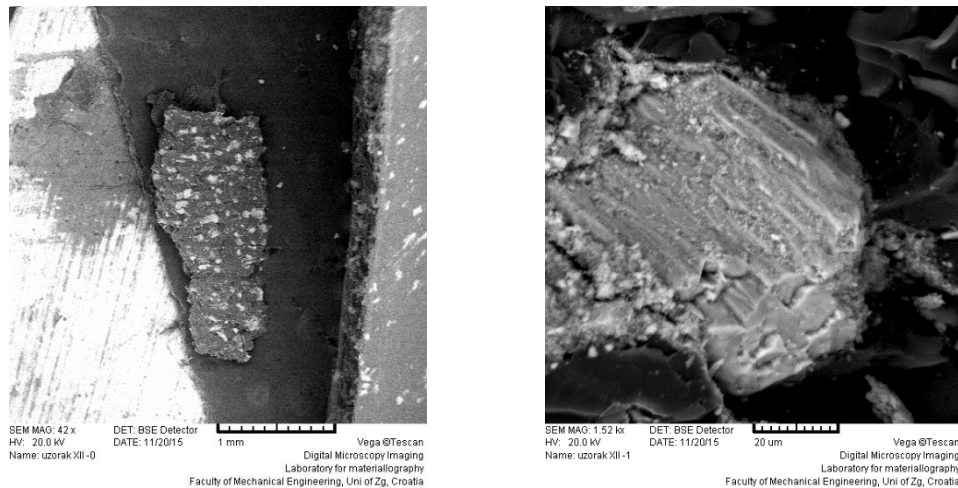 SEM MAG: 42 x DET: BSE Detector
HV: 20.0 kV DATE: 11/20/15 1 mm Vega ©Tescan
Name: uzorak XII -0 Digital Microscopy Imaging
Laboratory for materiallography
Faculty of Mechanical Engineering, Uni of Zg, Croatia
SEM MAG: 1.52 kx DET: BSE Detector
HV: 20.0 kV DATE: 11/20/15 20 um Vega ©Tescan
Name: uzorak XII -1 Digital Microscopy Imaging
Laboratory for materiallography
Faculty of Mechanical Engineering, Uni of Zg, Croatia